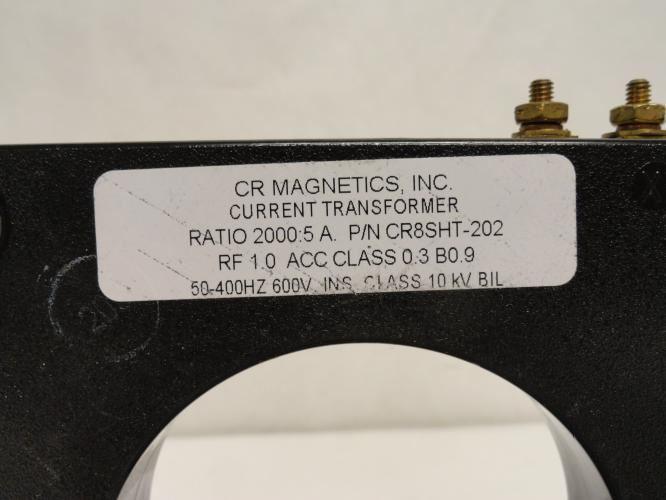 CR MAGNETICS, INC.
CURRENT TRANSFORMER
RATIO 2000:5 A. P/N CR8SHT-202
RF 1.0 ACC CLASS 0.3 B0.9
50-400HZ 600V. INS. CLASS 10 kV BIL